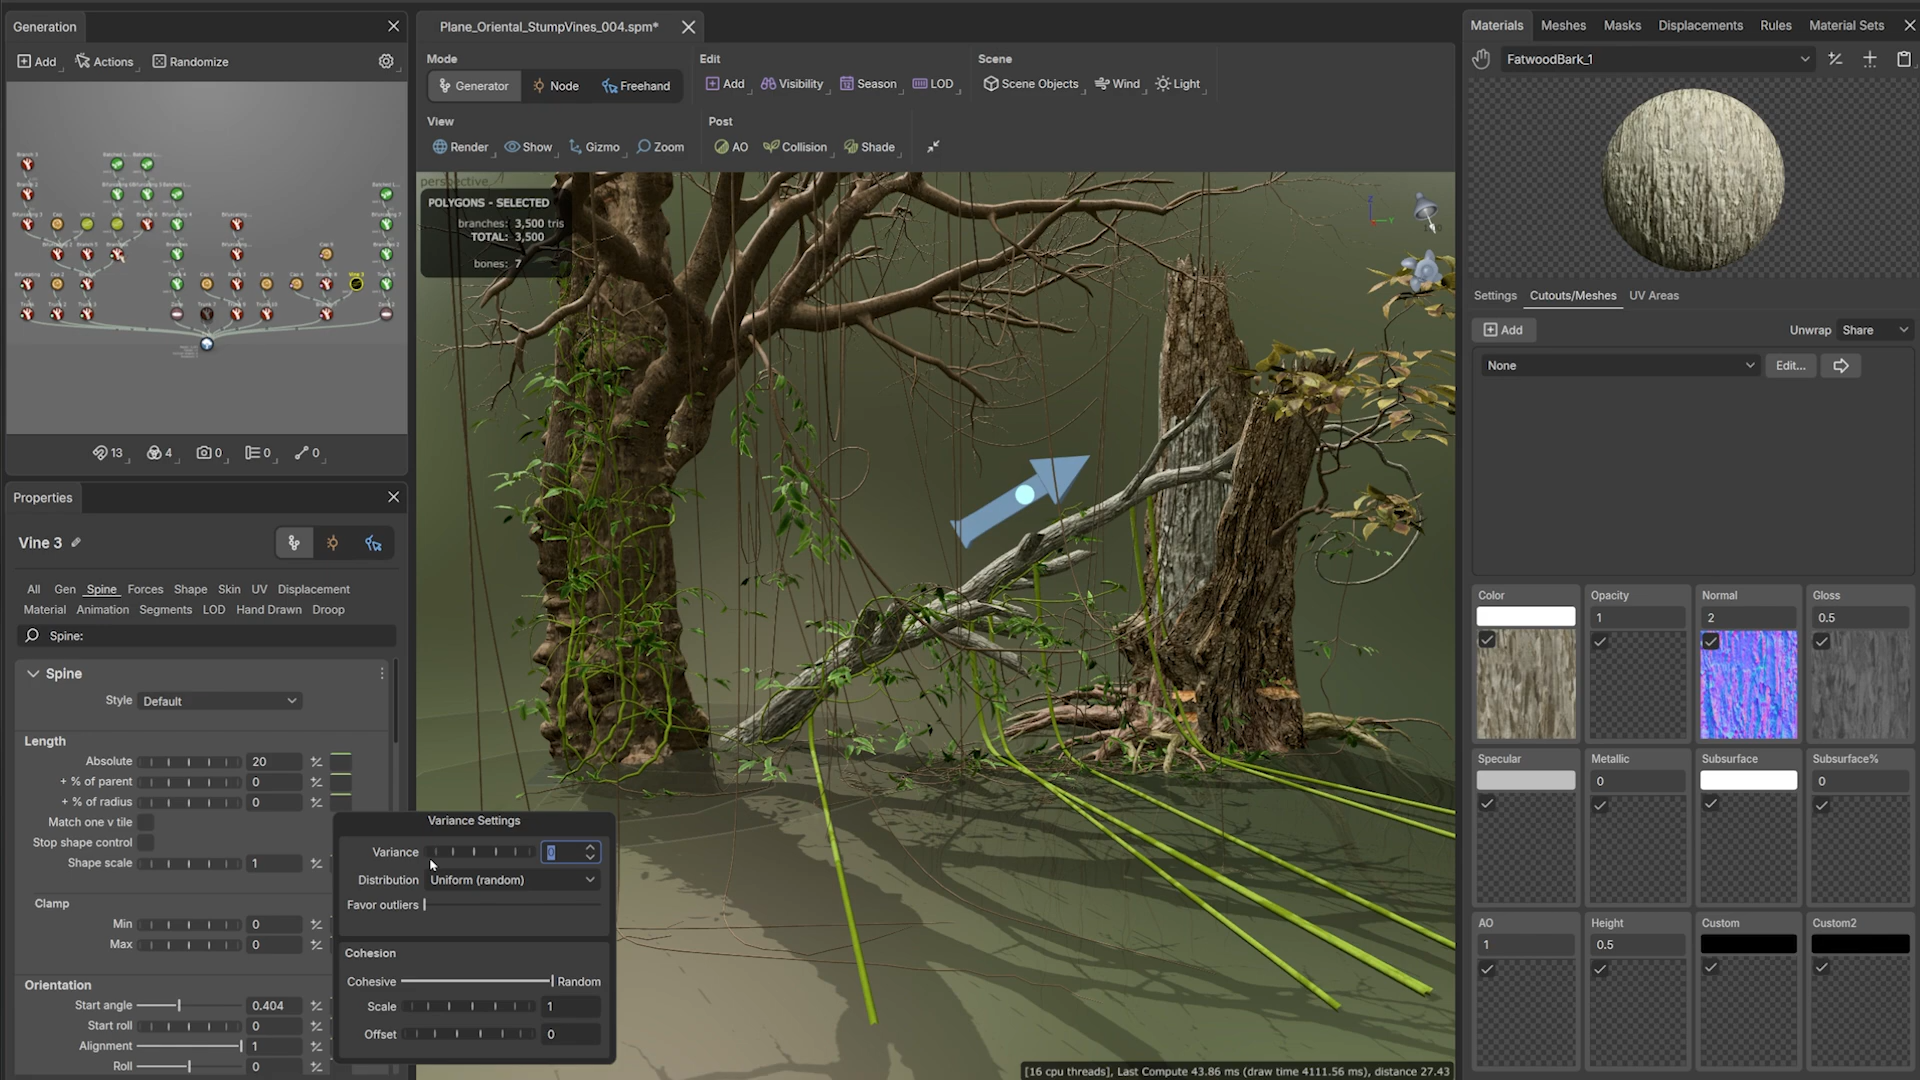 Generation
Add
Actions
Randomize
13
4
0
0
0
Properties
Vine 3
All Gen Spine Forces Shape Skin UV Displacement
Material Animation Segments LOD Hand Drawn Droop
Spine:
Spine
Style Default
Length
Absolute 20
+ % of parent 0
+ % of radius 0
Match one v tile
Stop shape control
Shape scale 1
Clamp
Min 0
Max 0
Orientation
Start angle 0.404
Start roll 0
Alignment 1
Roll 0
Variance Settings
Variance 0
Distribution Uniform (random)
Favor outliers
Cohesion
Cohesive Random
Scale 1
Offset 0
Plane_Oriental_StumpVines_004.spm*
Mode
Generator
Node
Freehand
Edit
Add
Visibility
Season
LOD
Scene
Scene Objects
Wind
Light
View
Render
Show
Gizmo
Zoom
Post
AO
Collision
Shade
perspective
POLYGONS - SELECTED
branches: 3,500 tris
TOTAL: 3,500
bones: 7
[16 cpu threads], Last Compute 43.86 ms (draw time 4111.56 ms), distance 27.43
Materials Meshes Masks Displacements Rules Material Sets
FatwoodBark_1
Settings Cutouts/Meshes UV Areas
Add
Unwrap Share
None
Edit...
Color Opacity Normal Gloss
1 2 0.5
Specular Metallic Subsurface Subsurface%
0 0
AO Height Custom Custom2
1 0.5